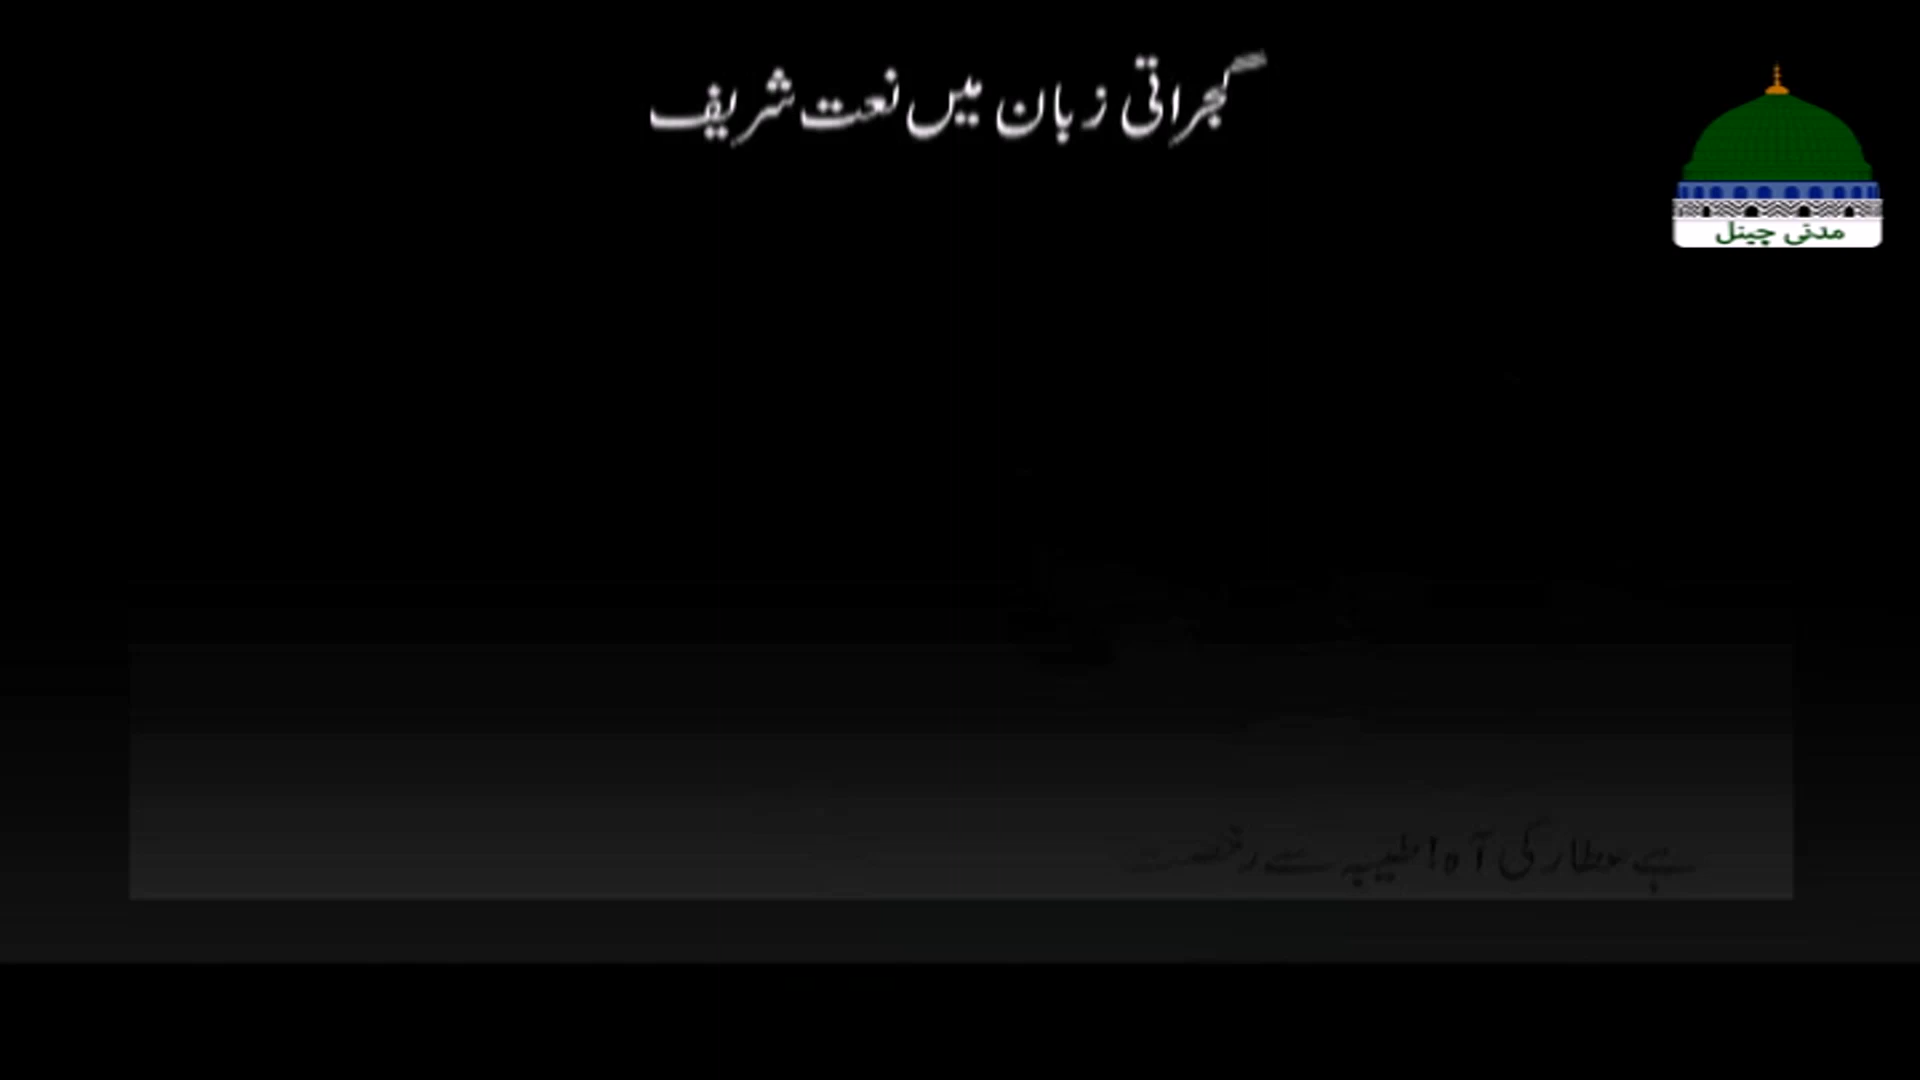 گجراتی زبان میں نعت شریف
مدنی چینل
ہے عطار کی آہ! طیبہ سے رخصت